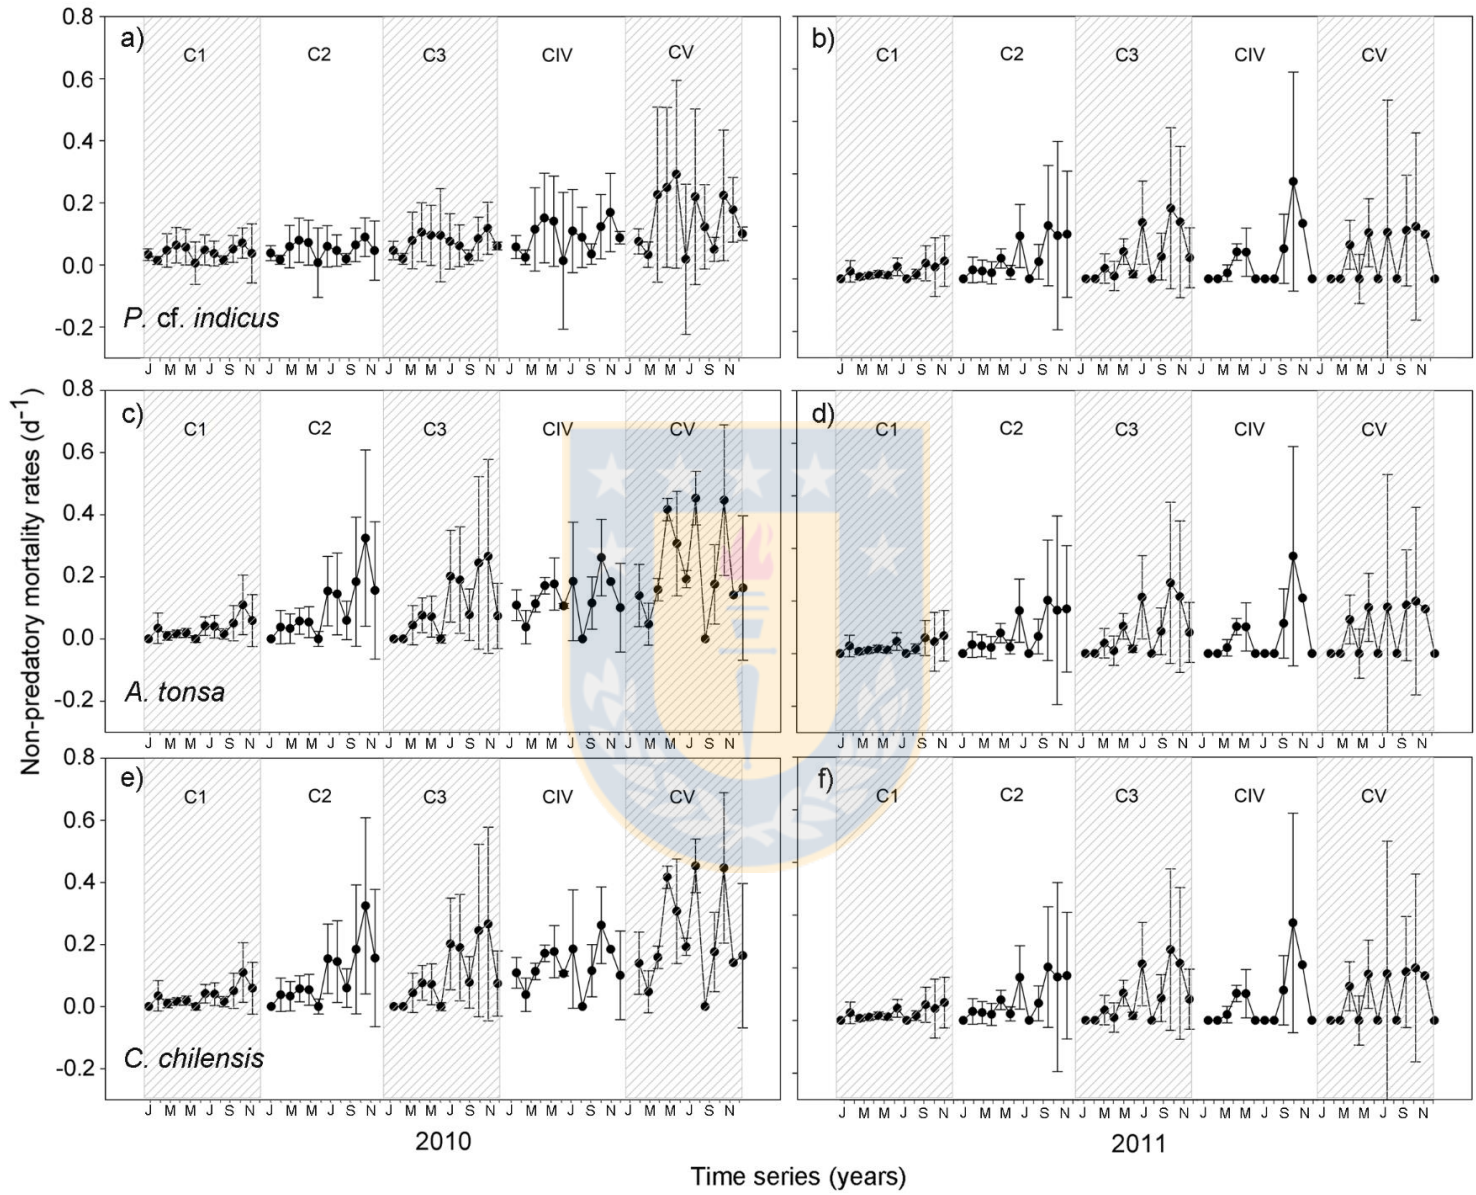 a) C1 C2 C3 CIV CV
b) C1 C2 C3 CIV CV
0.8
0.6
0.4
0.2
0.0
-0.2
P. cf. indicus
J M M J S N J M M J S N J M M J S N J M M J S N J M M J S N
J M M J S N J M M J S N J M M J S N J M M J S N J M M J S N
c) C1 C2 C3 CIV CV
d) C1 C2 C3 CIV CV
0.8
0.6
0.4
0.2
0.0
-0.2
A. tonsa
J M M J S N J M M J S N J M M J S N J M M J S N J M M J S N
J M M J S N J M M J S N J M M J S N J M M J S N J M M J S N
e) C1 C2 C3 CIV CV
f) C1 C2 C3 CIV CV
0.8
0.6
0.4
0.2
0.0
-0.2
C. chilensis
J M M J S N J M M J S N J M M J S N J M M J S N J M M J S N
J M M J S N J M M J S N J M M J S N J M M J S N J M M J S N
Non-predatory mortality rates (d⁻¹)
2010 2011
Time series (years)